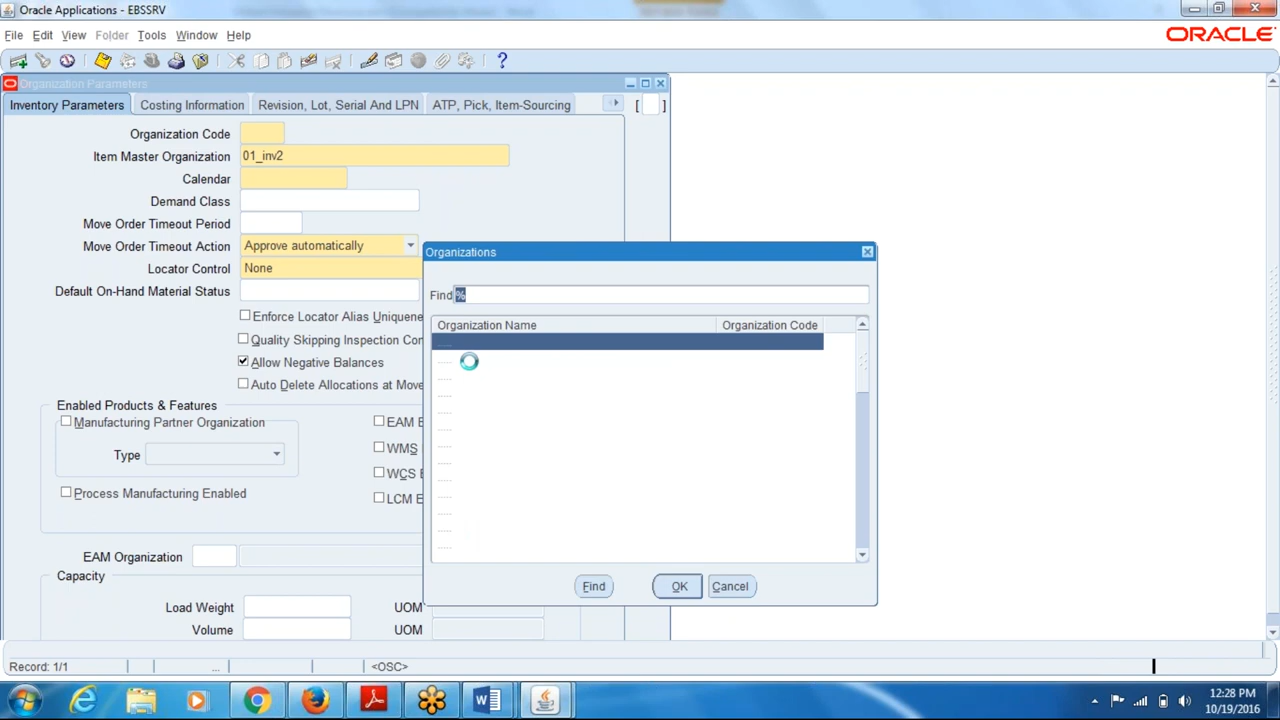 Oracle Applications - EBSSRV
File Edit View Folder Tools Window Help
ORACLE
Organization Parameters
Inventory Parameters Costing Information Revision, Lot, Serial And LPN ATP, Pick, Item-Sourcing [ ]
Organization Code
Item Master Organization 01_inv2
Calendar
Demand Class
Move Order Timeout Period
Move Order Timeout Action Approve automatically
Locator Control None
Default On-Hand Material Status
Enforce Locator Alias Uniquene
Quality Skipping Inspection Con
Allow Negative Balances
Auto Delete Allocations at Move
Enabled Products & Features
Manufacturing Partner Organization
Type
Process Manufacturing Enabled
EAM E
WMS
WCS E
LCM E
EAM Organization
Capacity
Load Weight UOM
Volume UOM
Organizations
Find %
Organization Name Organization Code
Find OK Cancel
Record: 1/1 ... <OSC>
12:28 PM
10/19/2016